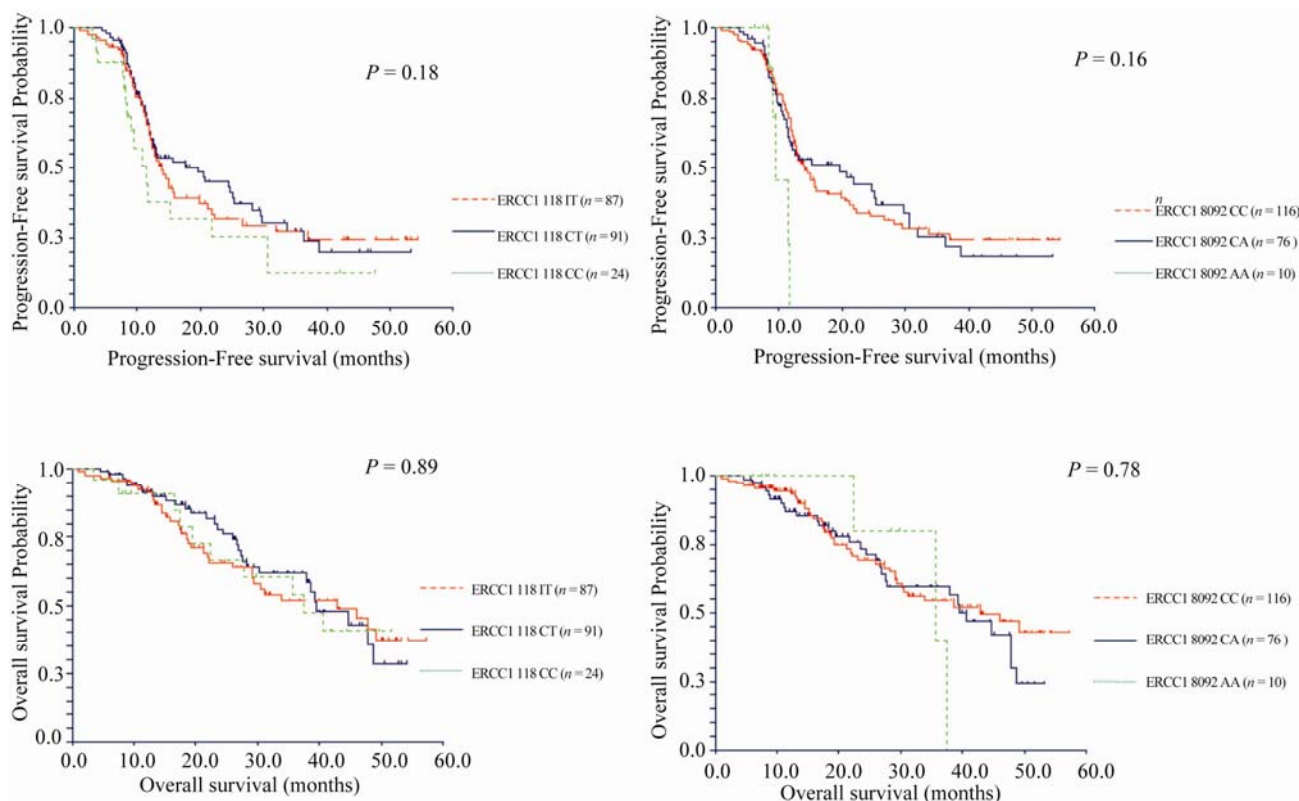 1.0
0.8
0.5
0.3
0.0
Progression-Free survival Probability
P = 0.18
ERCC1 118 IT (n = 87)
ERCC1 118 CT (n = 91)
ERCC1 118 CC (n = 24)
0.0 10.0 20.0 30.0 40.0 50.0 60.0
Progression-Free survival (months)
1.0
0.8
0.5
0.3
0.0
Progression-Free survival Probability
P = 0.16
n
ERCC1 8092 CC (n = 116)
ERCC1 8092 CA (n = 76 )
ERCC1 8092 AA (n = 10)
0.0 10.0 20.0 30.0 40.0 50.0 60.0
Progression-Free survival (months)
1.0
0.8
0.5
0.3
0.0
Overall survival Probability
P = 0.89
ERCC1 118 IT (n = 87)
ERCC1 118 CT (n = 91)
ERCC1 118 CC (n = 24)
0.0 10.0 20.0 30.0 40.0 50.0 60.0
Overall survival (months)
1.0
0.8
0.5
0.3
0.0
Overall survival Probability
P = 0.78
ERCC1 8092 CC (n = 116)
ERCC1 8092 CA (n = 76 )
ERCC1 8092 AA (n = 10)
0.0 10.0 20.0 30.0 40.0 50.0 60.0
Overall survival (months)